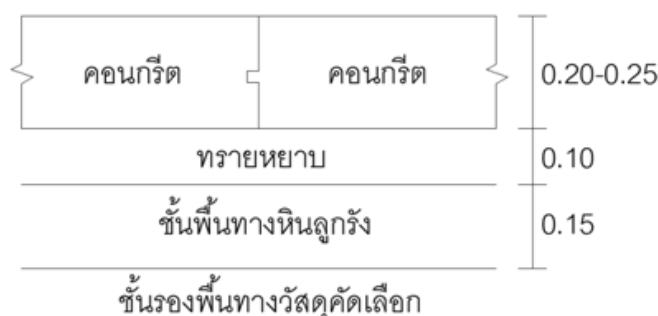 คอนกรีต คอนกรีต 0.20-0.25
ทรายหยาบ 0.10
ชั้นพื้นทางหินลูกรัง 0.15
ชั้นรองพื้นทางวัสดุคัดเลือก